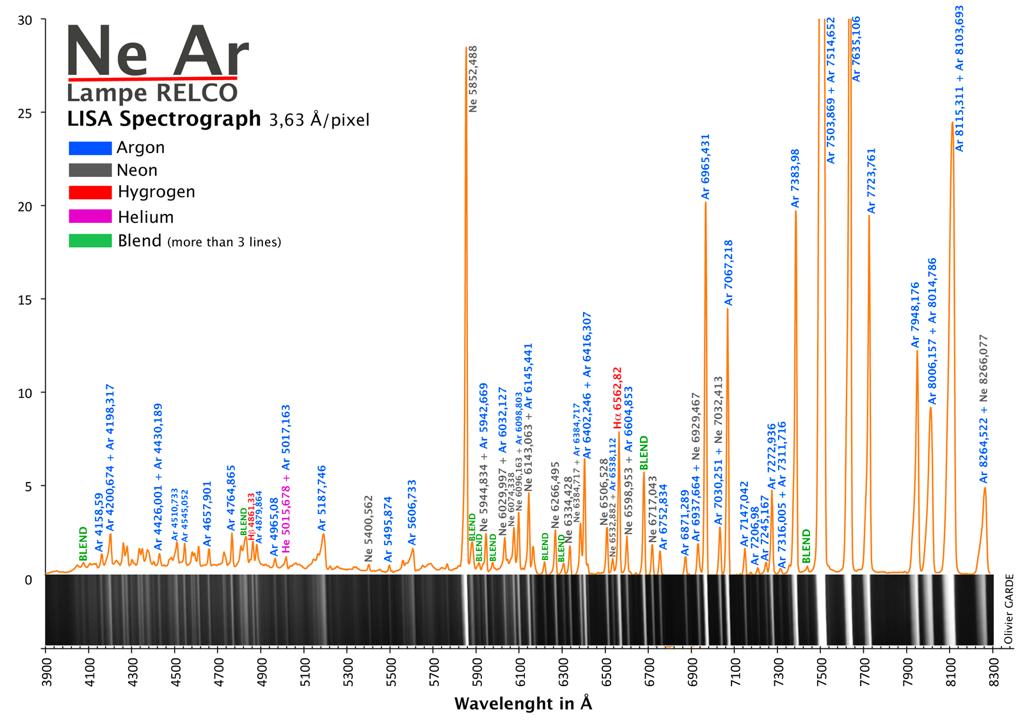 Ne Ar
Lampe RELCO
LISA Spectrograph 3,63 Å/pixel
Argon
Neon
Hygrogen
Helium
Blend (more than 3 lines)
30
25
20
15
10
5
0
BLEND
Ar 4158,59
Ar 4200,674 + Ar 4198,317
Ar 4426,001 + Ar 4430,189
Ar 4510,733
Ar 4545,052
Ar 4657,901
Ar 4764,865
BLEND
Ar 4879,864
Ar 4965,08
He 5015,678 + Ar 5017,163
Ar 5187,746
Ne 5400,562
Ar 5495,874
Ar 5606,733
Ne 5852,488
BLEND
BLEND
Ne 5944,834 + Ar 5942,669
BLEND
Ne 6029,997 + Ar 6032,127
Ne 6074,338
Ne 6096,163 + Ar 6098,803
Ne 6143,063 + Ar 6145,441
BLEND
Ne 6266,495
BLEND
Ne 6334,428
Ar 6384,717 + Ar 6384,717
Ar 6402,246 + Ar 6416,307
Ne 6506,528
Ne 6532,882 + Ar 6538,112
Hα 6562,82
Ne 6598,953 + Ar 6604,853
BLEND
Ne 6717,043
Ar 6752,834
Ar 6871,289
Ar 6937,664 + Ne 6929,467
Ar 6965,431
Ar 7030,251 + Ne 7032,413
Ar 7067,218
Ar 7147,042
Ar 7206,98
Ar 7245,167
Ar 7272,936
Ar 7316,005 + Ar 7311,716
Ar 7383,98
BLEND
Ar 7503,869 + Ar 7514,652
Ar 7635,106
Ar 7723,761
Ar 7948,176
Ar 8006,157 + Ar 8014,786
Ar 8115,311 + Ar 8103,693
Ar 8264,522 + Ne 8266,077
3900 4100 4300 4500 4700 4900 5100 5300 5500 5700 5900 6100 6300 6500 6700 6900 7100 7300 7500 7700 7900 8100 8300
Wavelenght in Å
Olivier GARDE